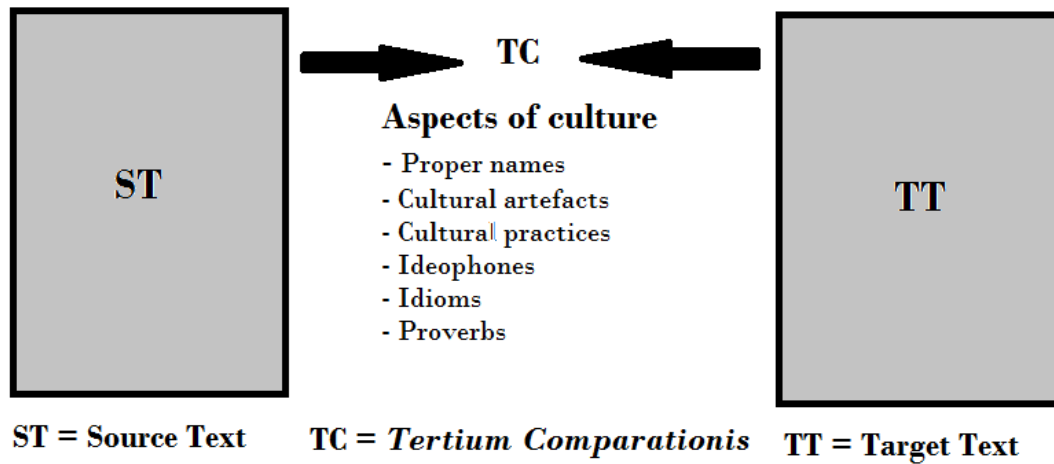 TC
Aspects of culture
- Proper names
- Cultural artefacts
- Cultural practices
- Ideophones
- Idioms
- Proverbs
ST
TT
ST = Source Text
TC = Tertium Comparationis
TT = Target Text